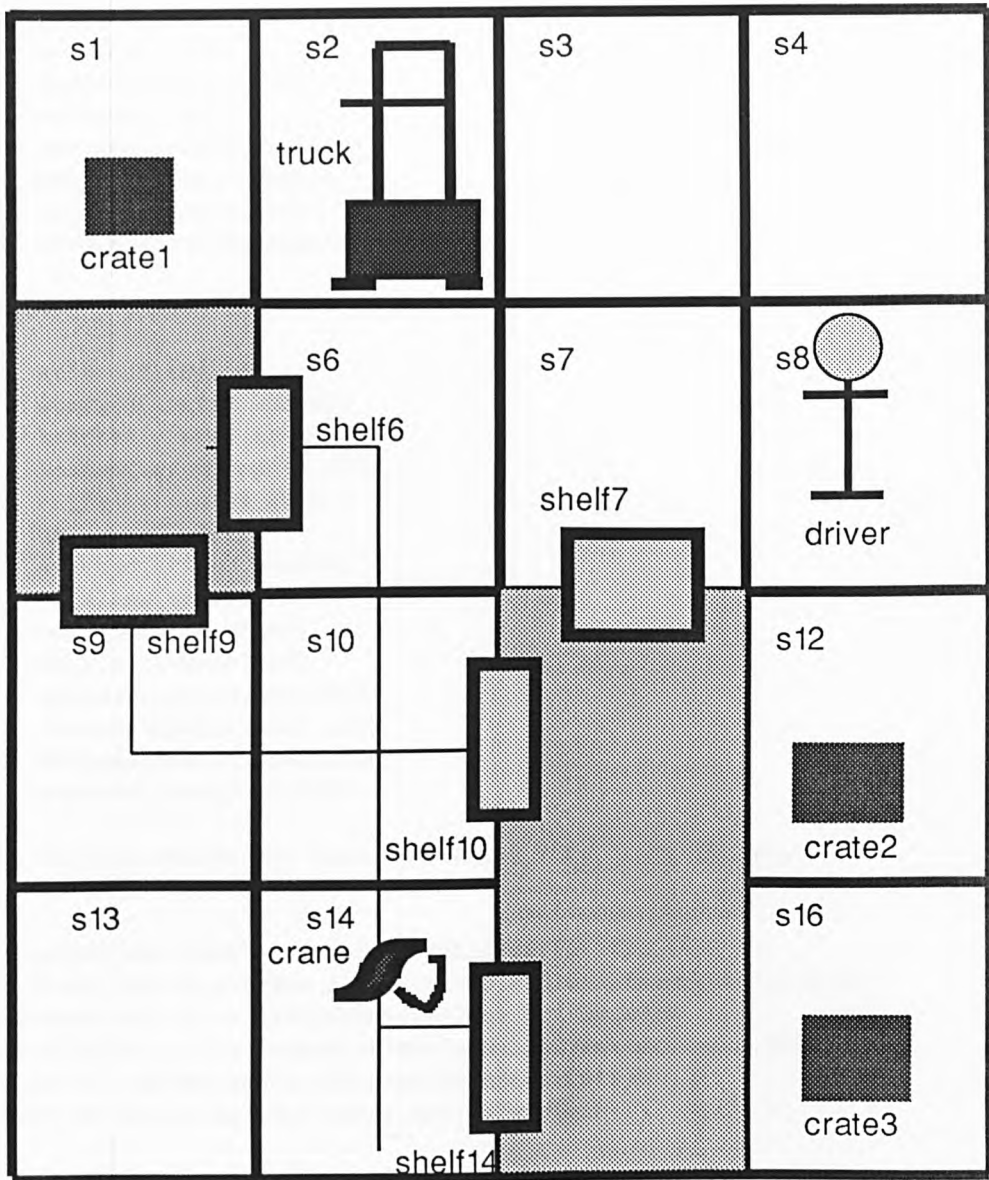 s1
s2
s3
s4
truck
crate1
s6
s7
s8
shelf6
shelf7
driver
s9
shelf9
s10
s12
shelf10
crate2
s13
s14
s16
crane
crate3
shelf14